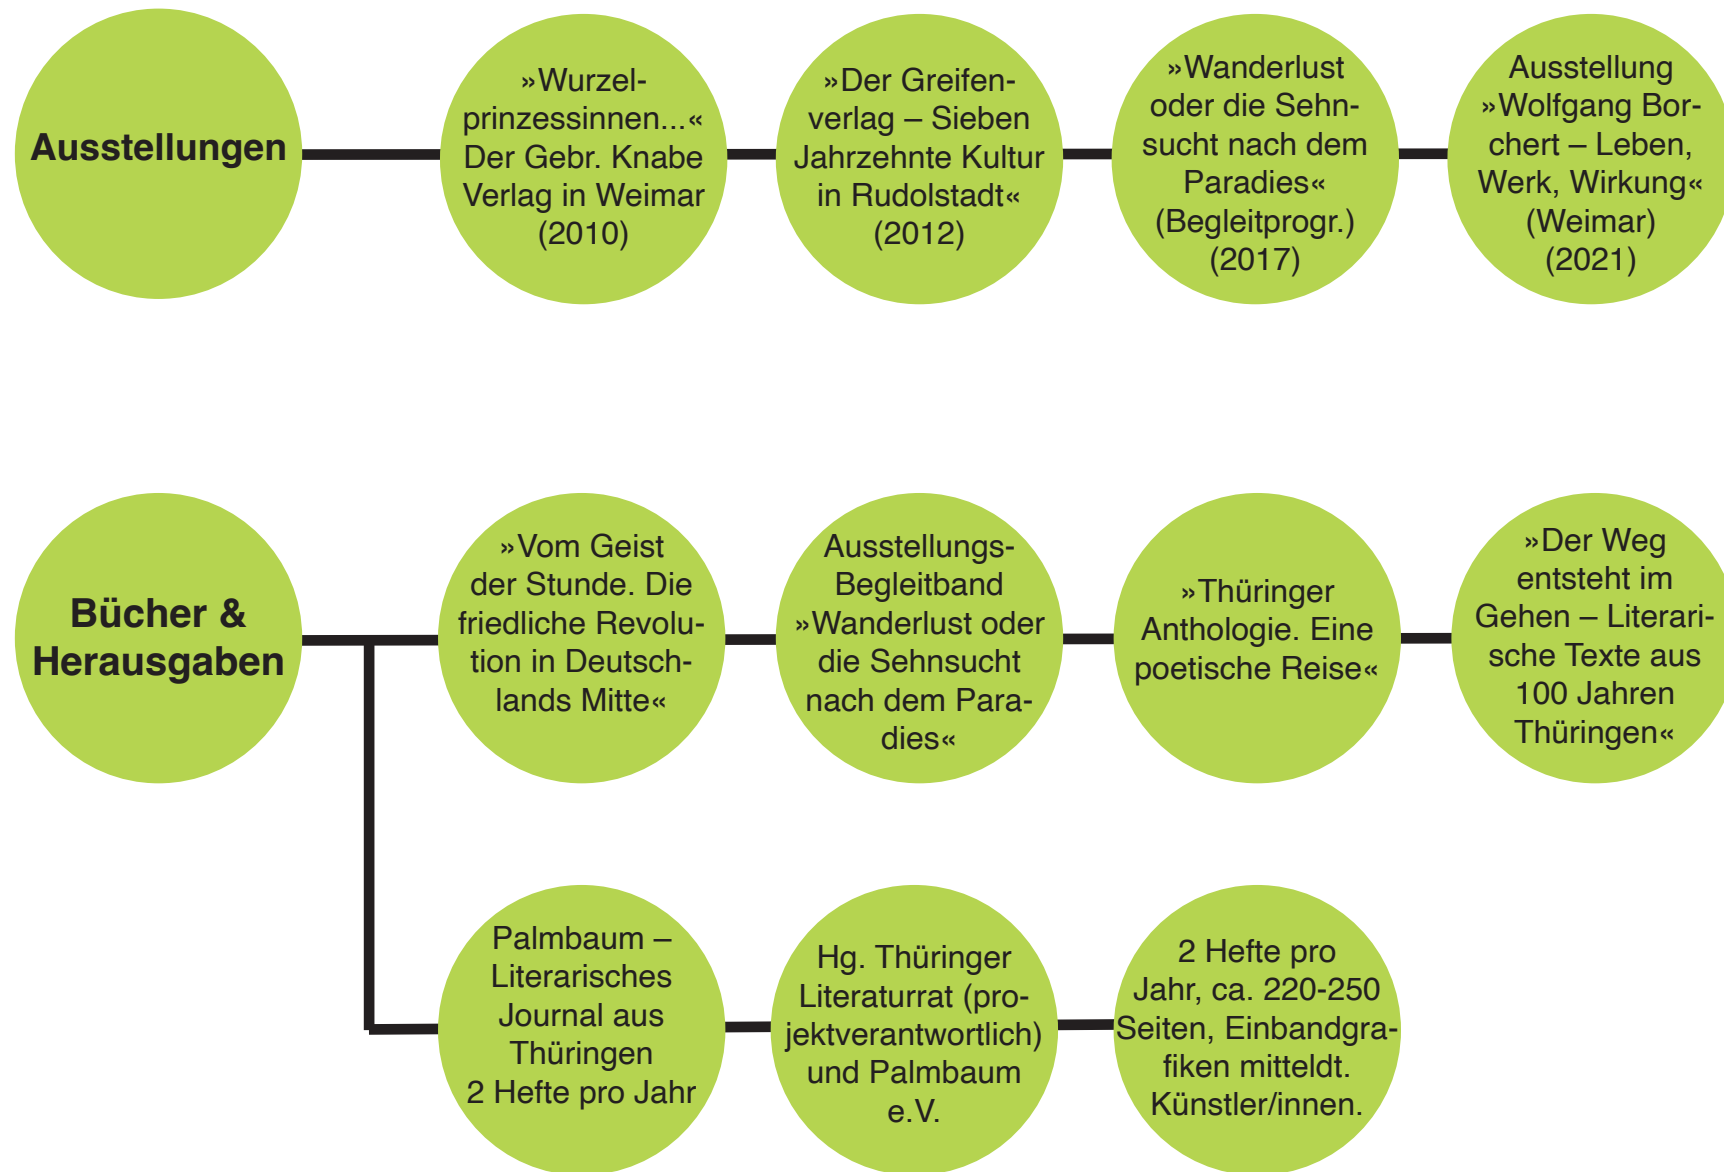 Ausstellungen
»Wurzel-
prinzessinnen...«
Der Gebr. Knabe
Verlag in Weimar
(2010)
»Der Greifen-
verlag – Sieben
Jahrzehnte Kultur
in Rudolstadt«
(2012)
»Wanderlust
oder die Sehn-
sucht nach dem
Paradies«
(Begleitprogr.)
(2017)
Ausstellung
»Wolfgang Bor-
chert – Leben,
Werk, Wirkung«
(Weimar)
(2021)
Bücher &
Herausgaben
»Vom Geist
der Stunde. Die
friedliche Revolu-
tion in Deutsch-
lands Mitte«
Ausstellungs-
Begleitband
»Wanderlust oder
die Sehnsucht
nach dem Para-
dies«
»Thüringer
Anthologie. Eine
poetische Reise«
»Der Weg
entsteht im
Gehen – Literari-
sche Texte aus
100 Jahren
Thüringen«
Palmbaum –
Literarisches
Journal aus
Thüringen
2 Hefte pro Jahr
Hg. Thüringer
Literaturrat (pro-
jektverantwortlich)
und Palmbaum
e.V.
2 Hefte pro
Jahr, ca. 220-250
Seiten, Einbandgra-
fiken mitteldt.
Künstler/innen.